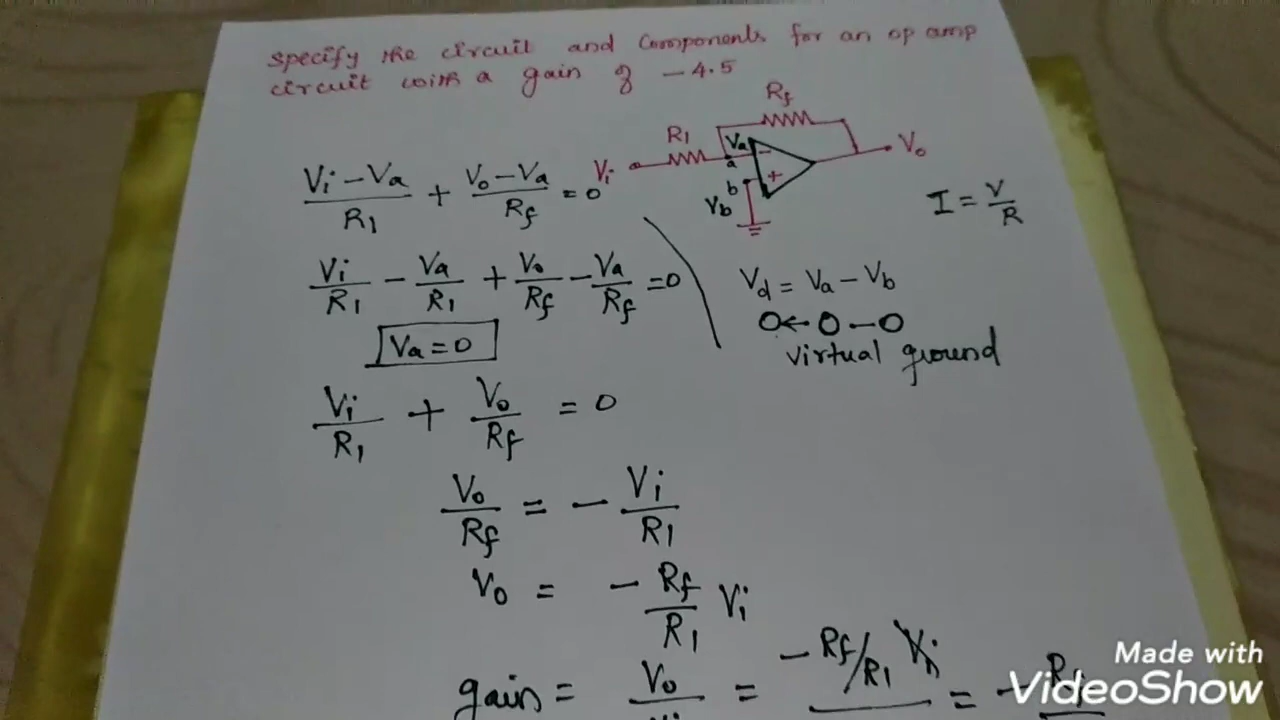 Specify the circuit and components for an op amp
circuit with a gain of -4.5
Rf
R1
Va
Vi
a
-
Vo
b
+
Vb
I = V/R
(Vi - Va)/R1 + (Vo - Va)/Rf = 0
Vi/R1 - Va/R1 + Vo/Rf - Va/Rf = 0
Vd = Va - Vb
0 ← 0 - 0
virtual ground
Va = 0
Vi/R1 + Vo/Rf = 0
Vo/Rf = - Vi/R1
Vo = - Rf/R1 Vi
gain = Vo/Vi = - Rf/R1 Vi = -
Made with
VideoShow